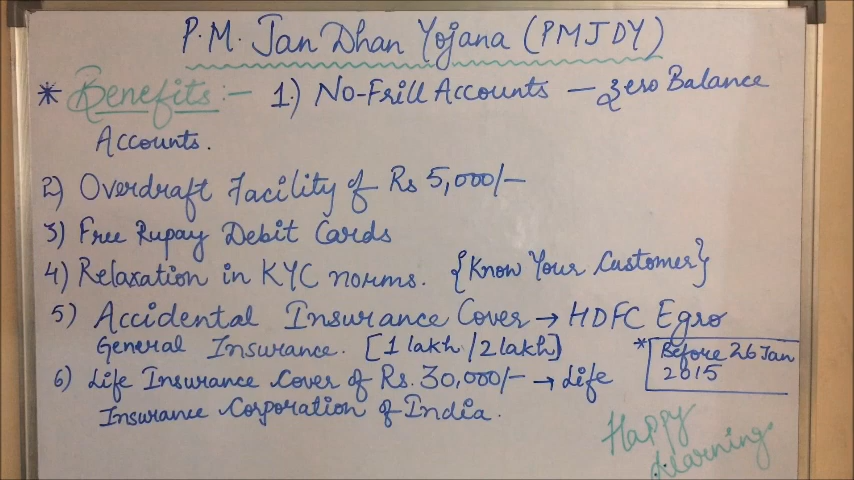 P.M. Jan Dhan Yojana (PMJDY)
* Benefits:- 1.) No-Frill Accounts - Zero Balance
Accounts.
2) Overdraft Facility of Rs 5,000/-
3) Free Rupay Debit Cards
4) Relaxation in KYC norms. {Know Your Customer}
5) Accidental Insurance Cover → HDFC Egro
General Insurance. [1 lakh/2 lakh]
* Before 26 Jan
2015
6) Life Insurance Cover of Rs. 30,000/- → Life
Insurance Corporation of India.
Happy
Learning.